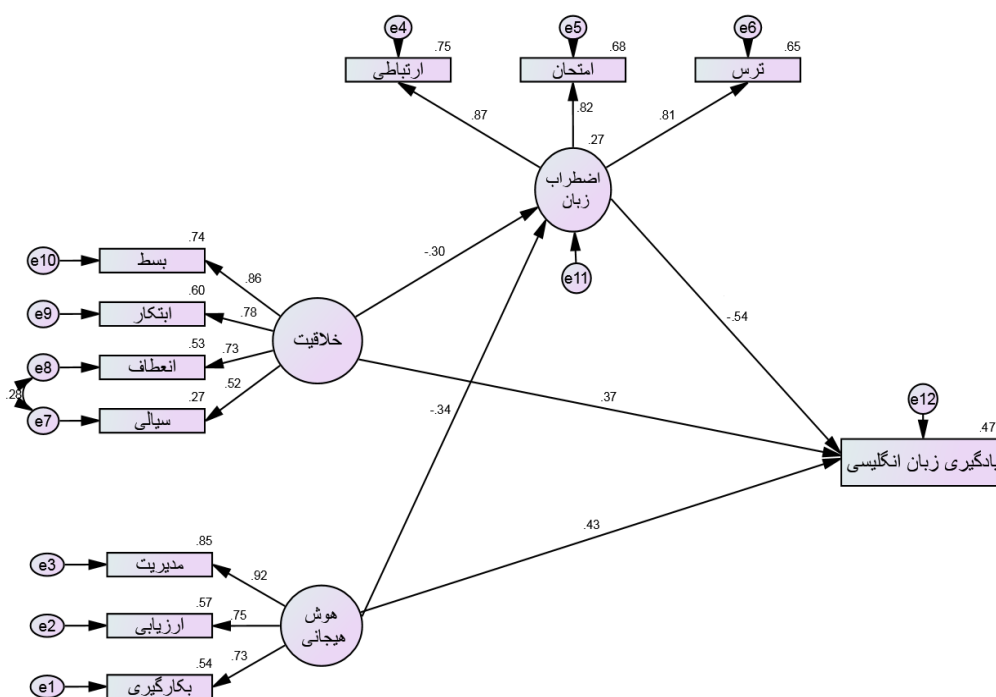 e4
e5
e6
.75
.68
.65
ارتباطی
امتحان
ترس
.87
.82
.81
.27
اضطراب
زبان
e11
.74
e10
بسط
.86
-.30
.60
e9
ابتکار
.78
خلاقیت
.53
e8
انعطاف
.73
.28
.52
.27
e7
سیالی
-.54
.37
-.34
e12
.47
یادگیری زبان انگلیسی
.43
.85
e3
مدیریت
.92
هوش
هیجانی
.57
e2
ارزیابی
.75
.73
.54
e1
بکارگیری